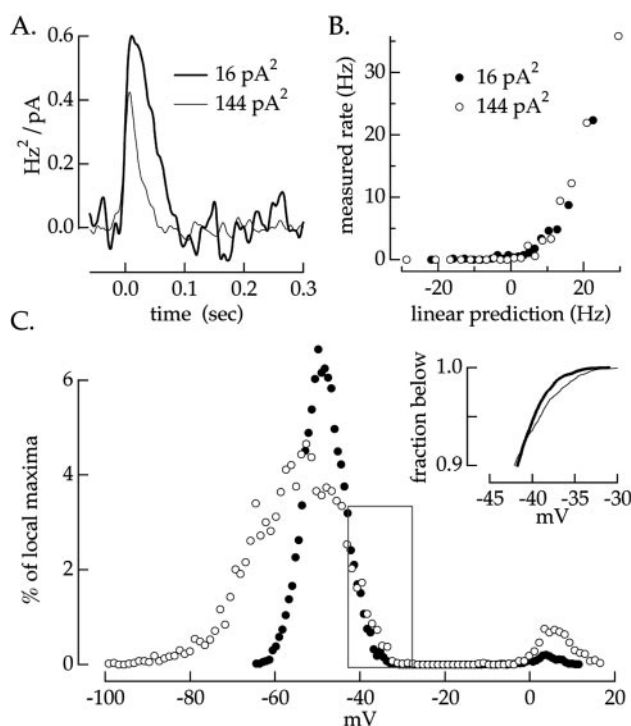 A.
0.6
0.4
0.2
0.0
Hz²/pA
16 pA²
144 pA²
0.0
0.1
0.2
0.3
time (sec)
B.
measured rate (Hz)
30
20
10
0
16 pA²
144 pA²
-20
0
20
linear prediction (Hz)
C.
% of local maxima
6
4
2
0
-100
-80
-60
-40
-20
0
20
mV
fraction below
1.0
0.9
-45
-40
-35
-30
mV